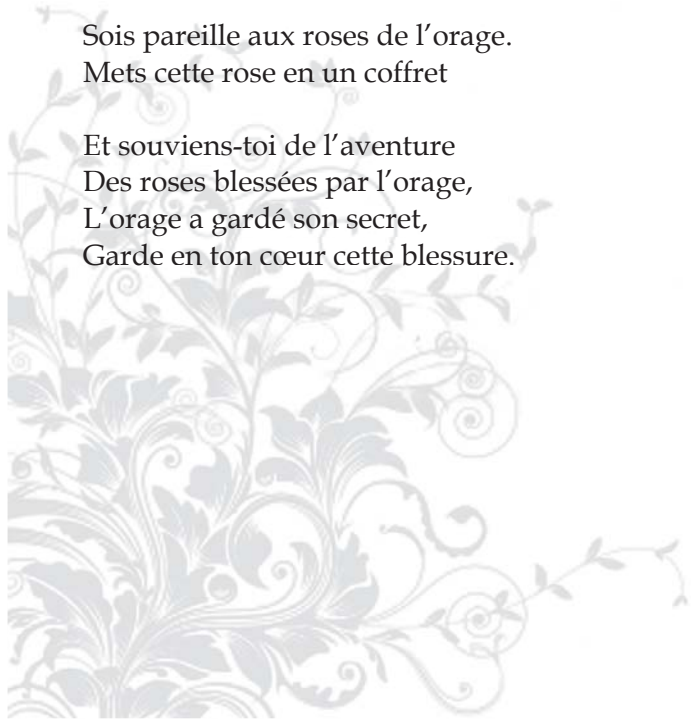 Sois pareille aux roses de l’orage.
Mets cette rose en un coffret

Et souviens-toi de l’aventure
Des roses blessées par l’orage,
L’orage a gardé son secret,
Garde en ton cœur cette blessure.